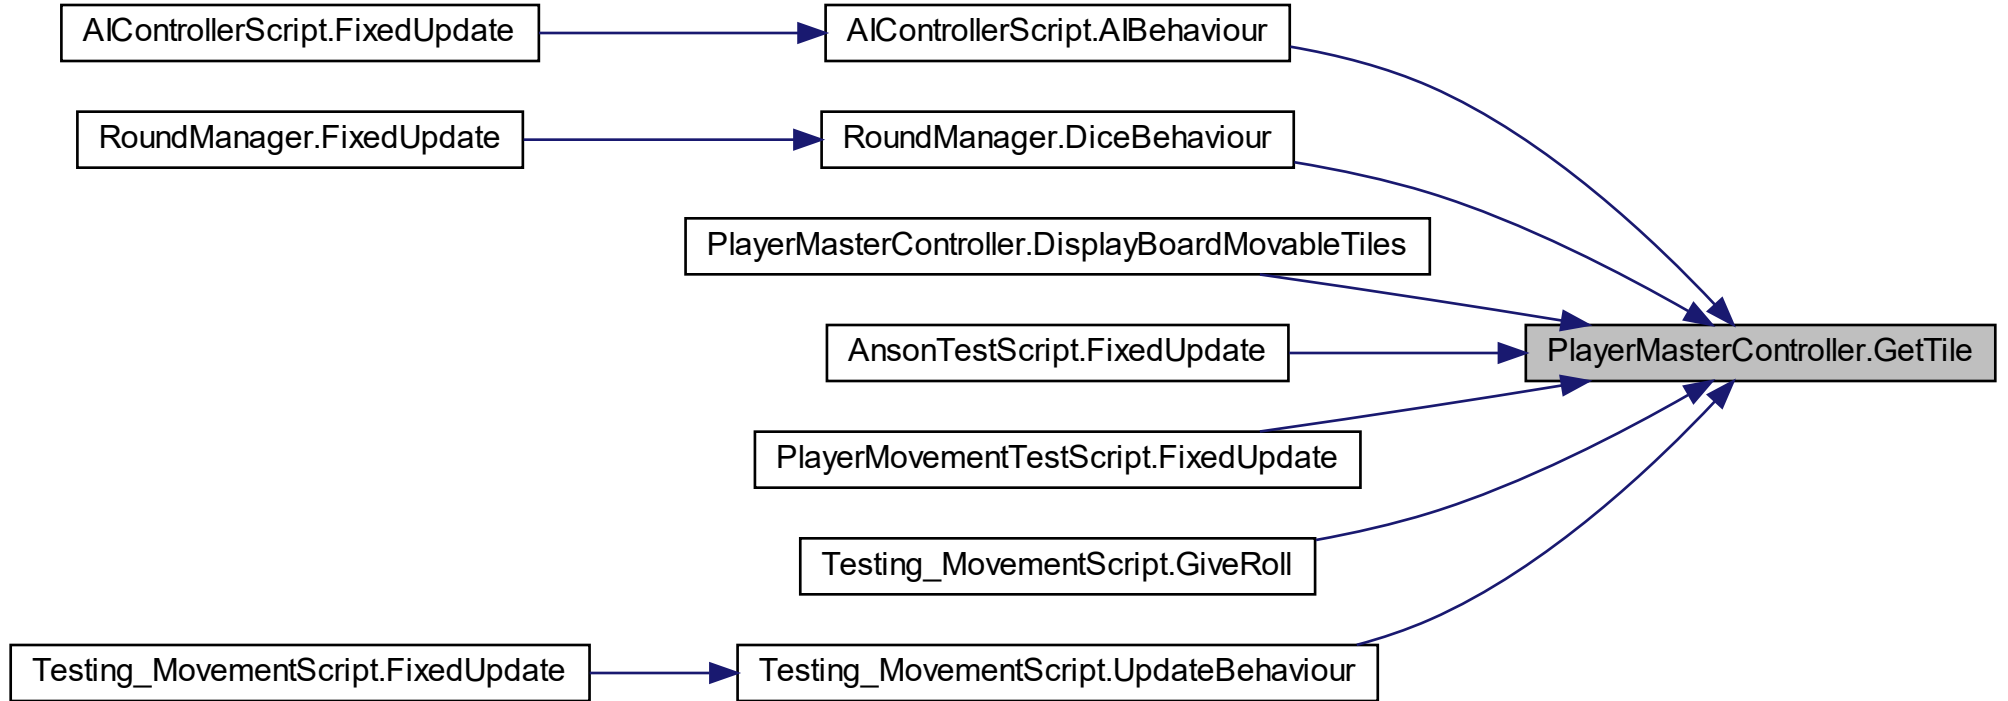 AIControllerScript.FixedUpdate
AIControllerScript.AIBehaviour
RoundManager.FixedUpdate
RoundManager.DiceBehaviour
PlayerMasterController.DisplayBoardMovableTiles
AnsonTestScript.FixedUpdate
PlayerMasterController.GetTile
PlayerMovementTestScript.FixedUpdate
Testing_MovementScript.GiveRoll
Testing_MovementScript.FixedUpdate
Testing_MovementScript.UpdateBehaviour